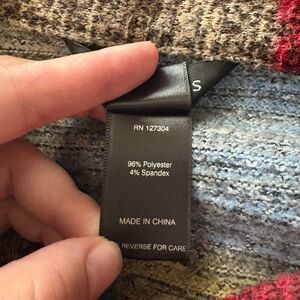 S
RN 127304
96% Polyester
4% Spandex
MADE IN CHINA
REVERSE FOR CARE